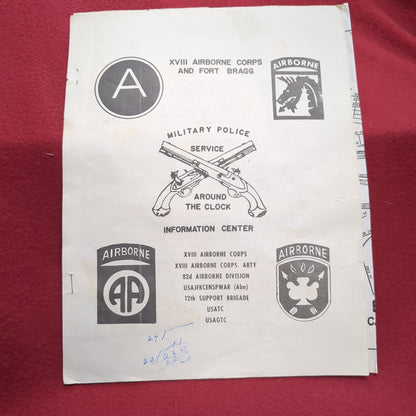 XVIII AIRBORNE CORPS
AND FORT BRAGG
A
AIRBORNE
MILITARY POLICE
SERVICE
AROUND
THE CLOCK
INFORMATION CENTER
AIRBORNE
AA
XVIII AIRBORNE CORPS
XVIII AIRBORNE CORPS. ARTY
82d AIRBORNE DIVISION
USAJFKCENSPWAR (Abn)
12th SUPPORT BRIGADE
USATC
USAGTC
AIRBORNE
241